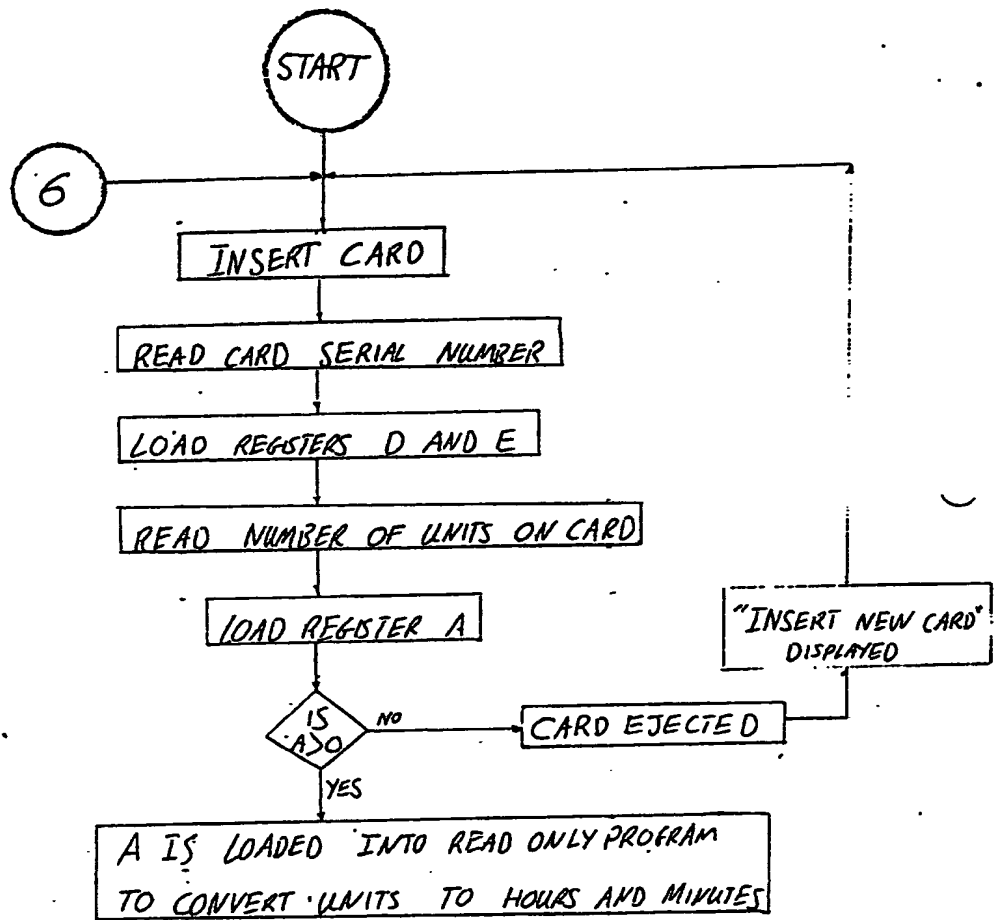 START
6
INSERT CARD
READ CARD SERIAL NUMBER
LOAD REGISTERS D AND E
READ NUMBER OF UNITS ON CARD
LOAD REGISTER A
IS
A>0
NO
YES
CARD EJECTED
"INSERT NEW CARD"
DISPLAYED
A IS LOADED INTO READ ONLY PROGRAM
TO CONVERT UNITS TO HOURS AND MINUTES